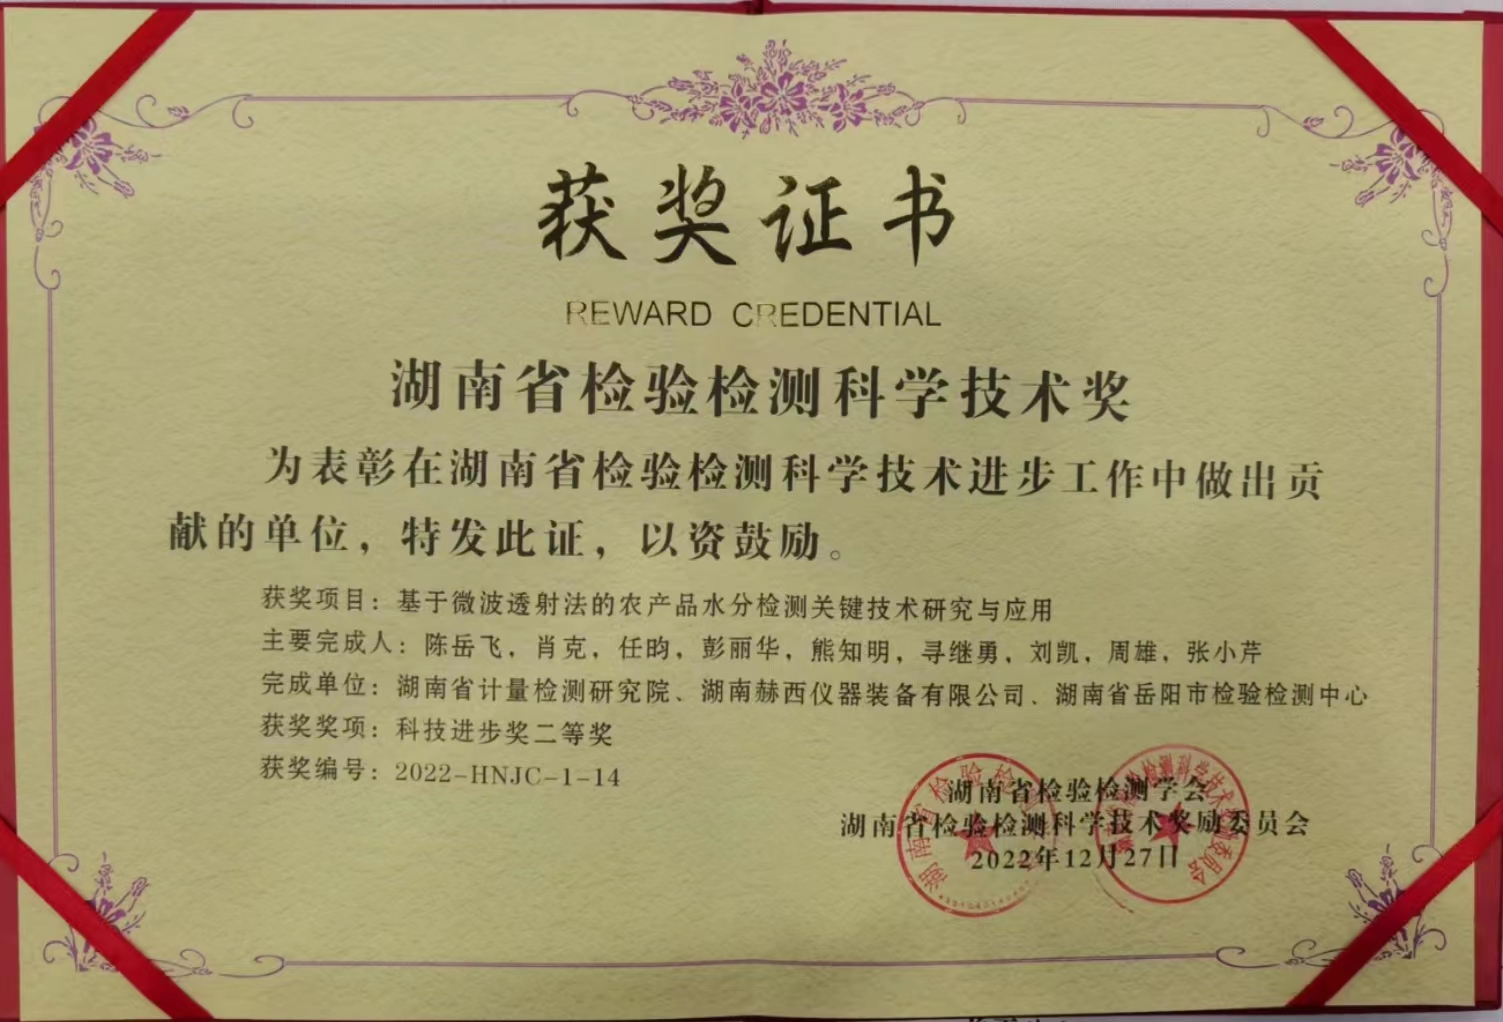 获奖证书
REWARD CREDENTIAL
湖南省检验检测科学技术奖
为表彰在湖南省检验检测科学技术进步工作中做出贡
献的单位，特发此证，以资鼓励。
获奖项目：基于微波透射法的农产品水分检测关键技术研究与应用
主要完成人：陈岳飞，肖克，任昀，彭丽华，熊知明，寻继勇，刘凯，周雄，张小芹
完成单位：湖南省计量检测研究院、湖南赫西仪器装备有限公司、湖南省岳阳市检验检测中心
获奖奖项：科技进步奖二等奖
获奖编号：2022-HNJC-1-14
湖南省检验检测学会
湖南省检验检测科学技术奖励委员会
2022年12月27日